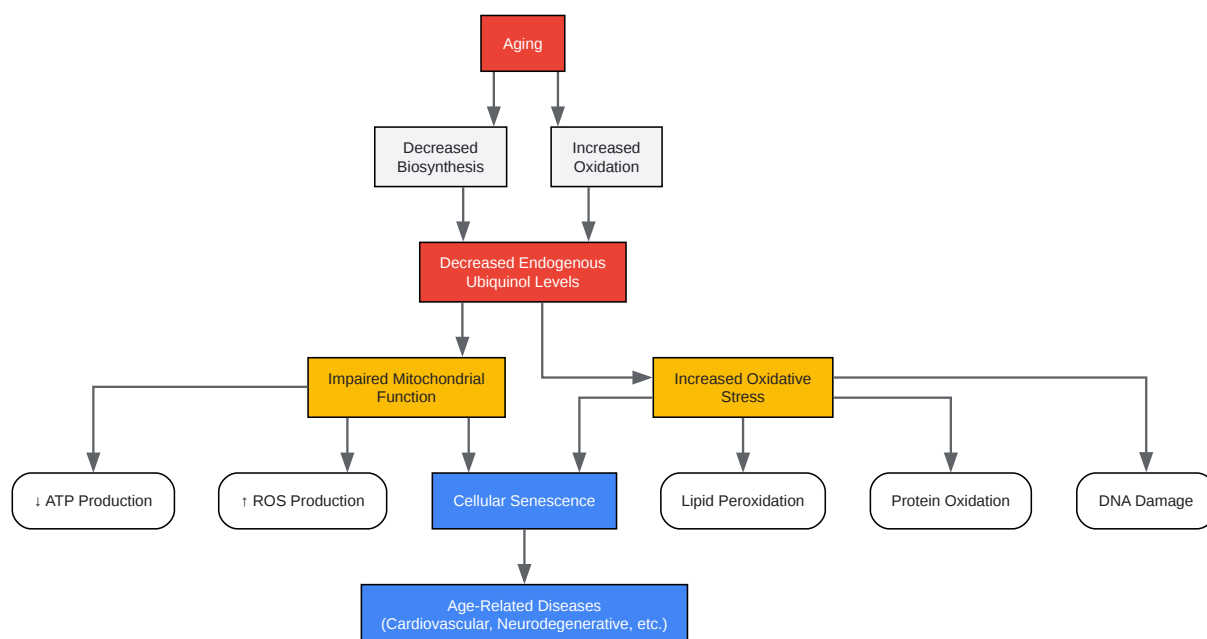 Aging
Decreased
Biosynthesis
Increased
Oxidation
Decreased Endogenous
Ubiquinol Levels
Impaired Mitochondrial
Function
Increased Oxidative
Stress
↓ ATP Production
↑ ROS Production
Cellular Senescence
Lipid Peroxidation
Protein Oxidation
DNA Damage
Age-Related Diseases
(Cardiovascular, Neurodegenerative, etc.)